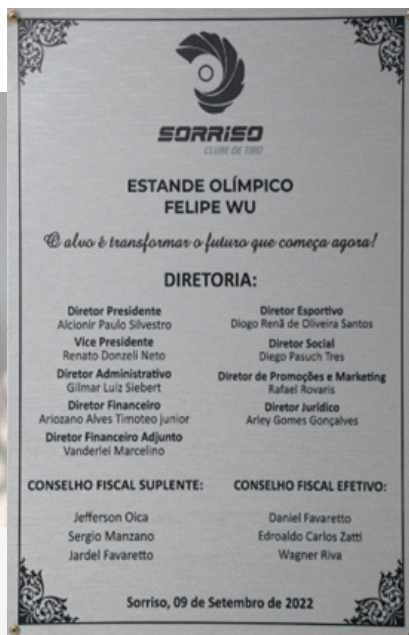 SORRISO
CLUBE DE TIRO
ESTANDE OLÍMPICO
FELIPE WU
O alvo é transformar o futuro que começa agora!
DIRETORIA:
Diretor Presidente
Alcionir Paulo Silvestro
Vice Presidente
Renato Donzeli Neto
Diretor Administrativo
Gilmar Luiz Siebert
Diretor Financeiro
Ariozano Alves Timoteo junior
Diretor Financeiro Adjunto
Vanderlei Marcelino
Diretor Esportivo
Diogo Renã de Oliveira Santos
Diretor Social
Diego Pasuch Tres
Diretor de Promoções e Marketing
Rafael Rovaris
Diretor Jurídico
Arley Gomes Gonçalves
CONSELHO FISCAL SUPLENTE:
Jefferson Oica
Sergio Manzano
Jardel Favaretto
CONSELHO FISCAL EFETIVO:
Daniel Favaretto
Edroaldo Carlos Zatti
Wagner Riva
Sorriso, 09 de Setembro de 2022